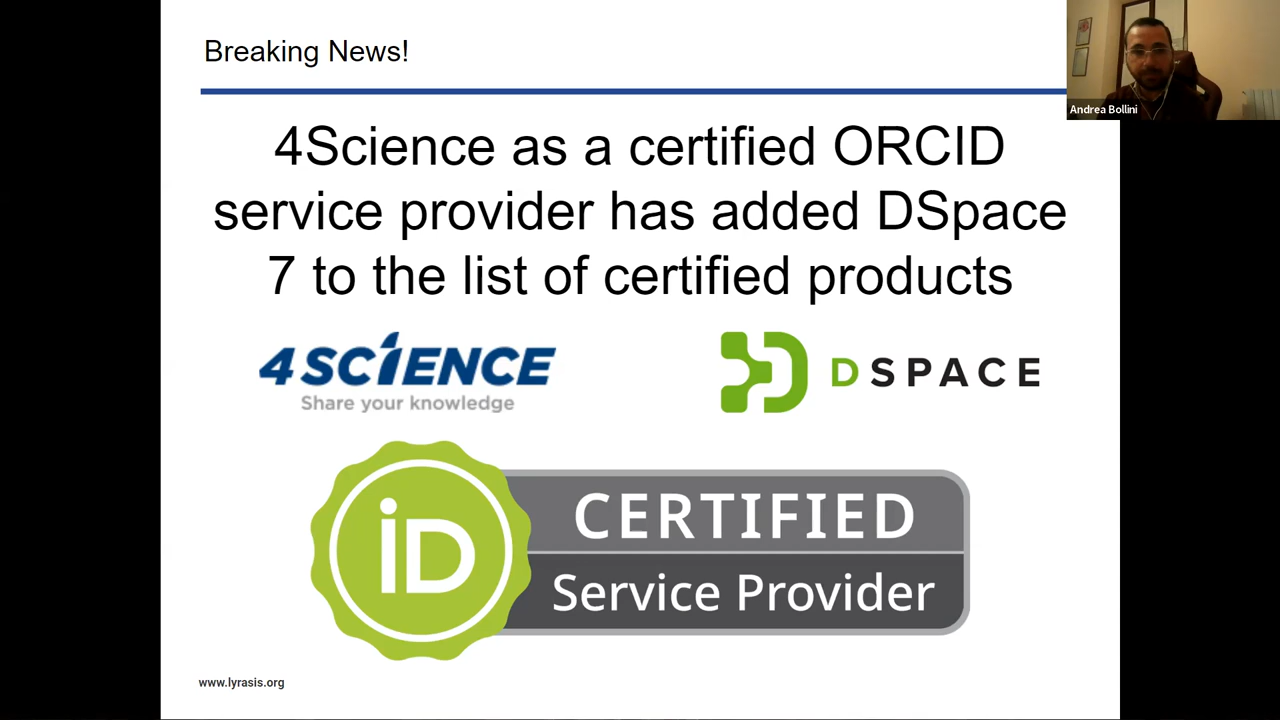 Breaking News!
Andrea Bollini
4Science as a certified ORCID
service provider has added DSpace
7 to the list of certified products
4SCiENCE
Share your knowledge
DSPACE
iD
CERTIFIED
Service Provider
www.lyrasis.org